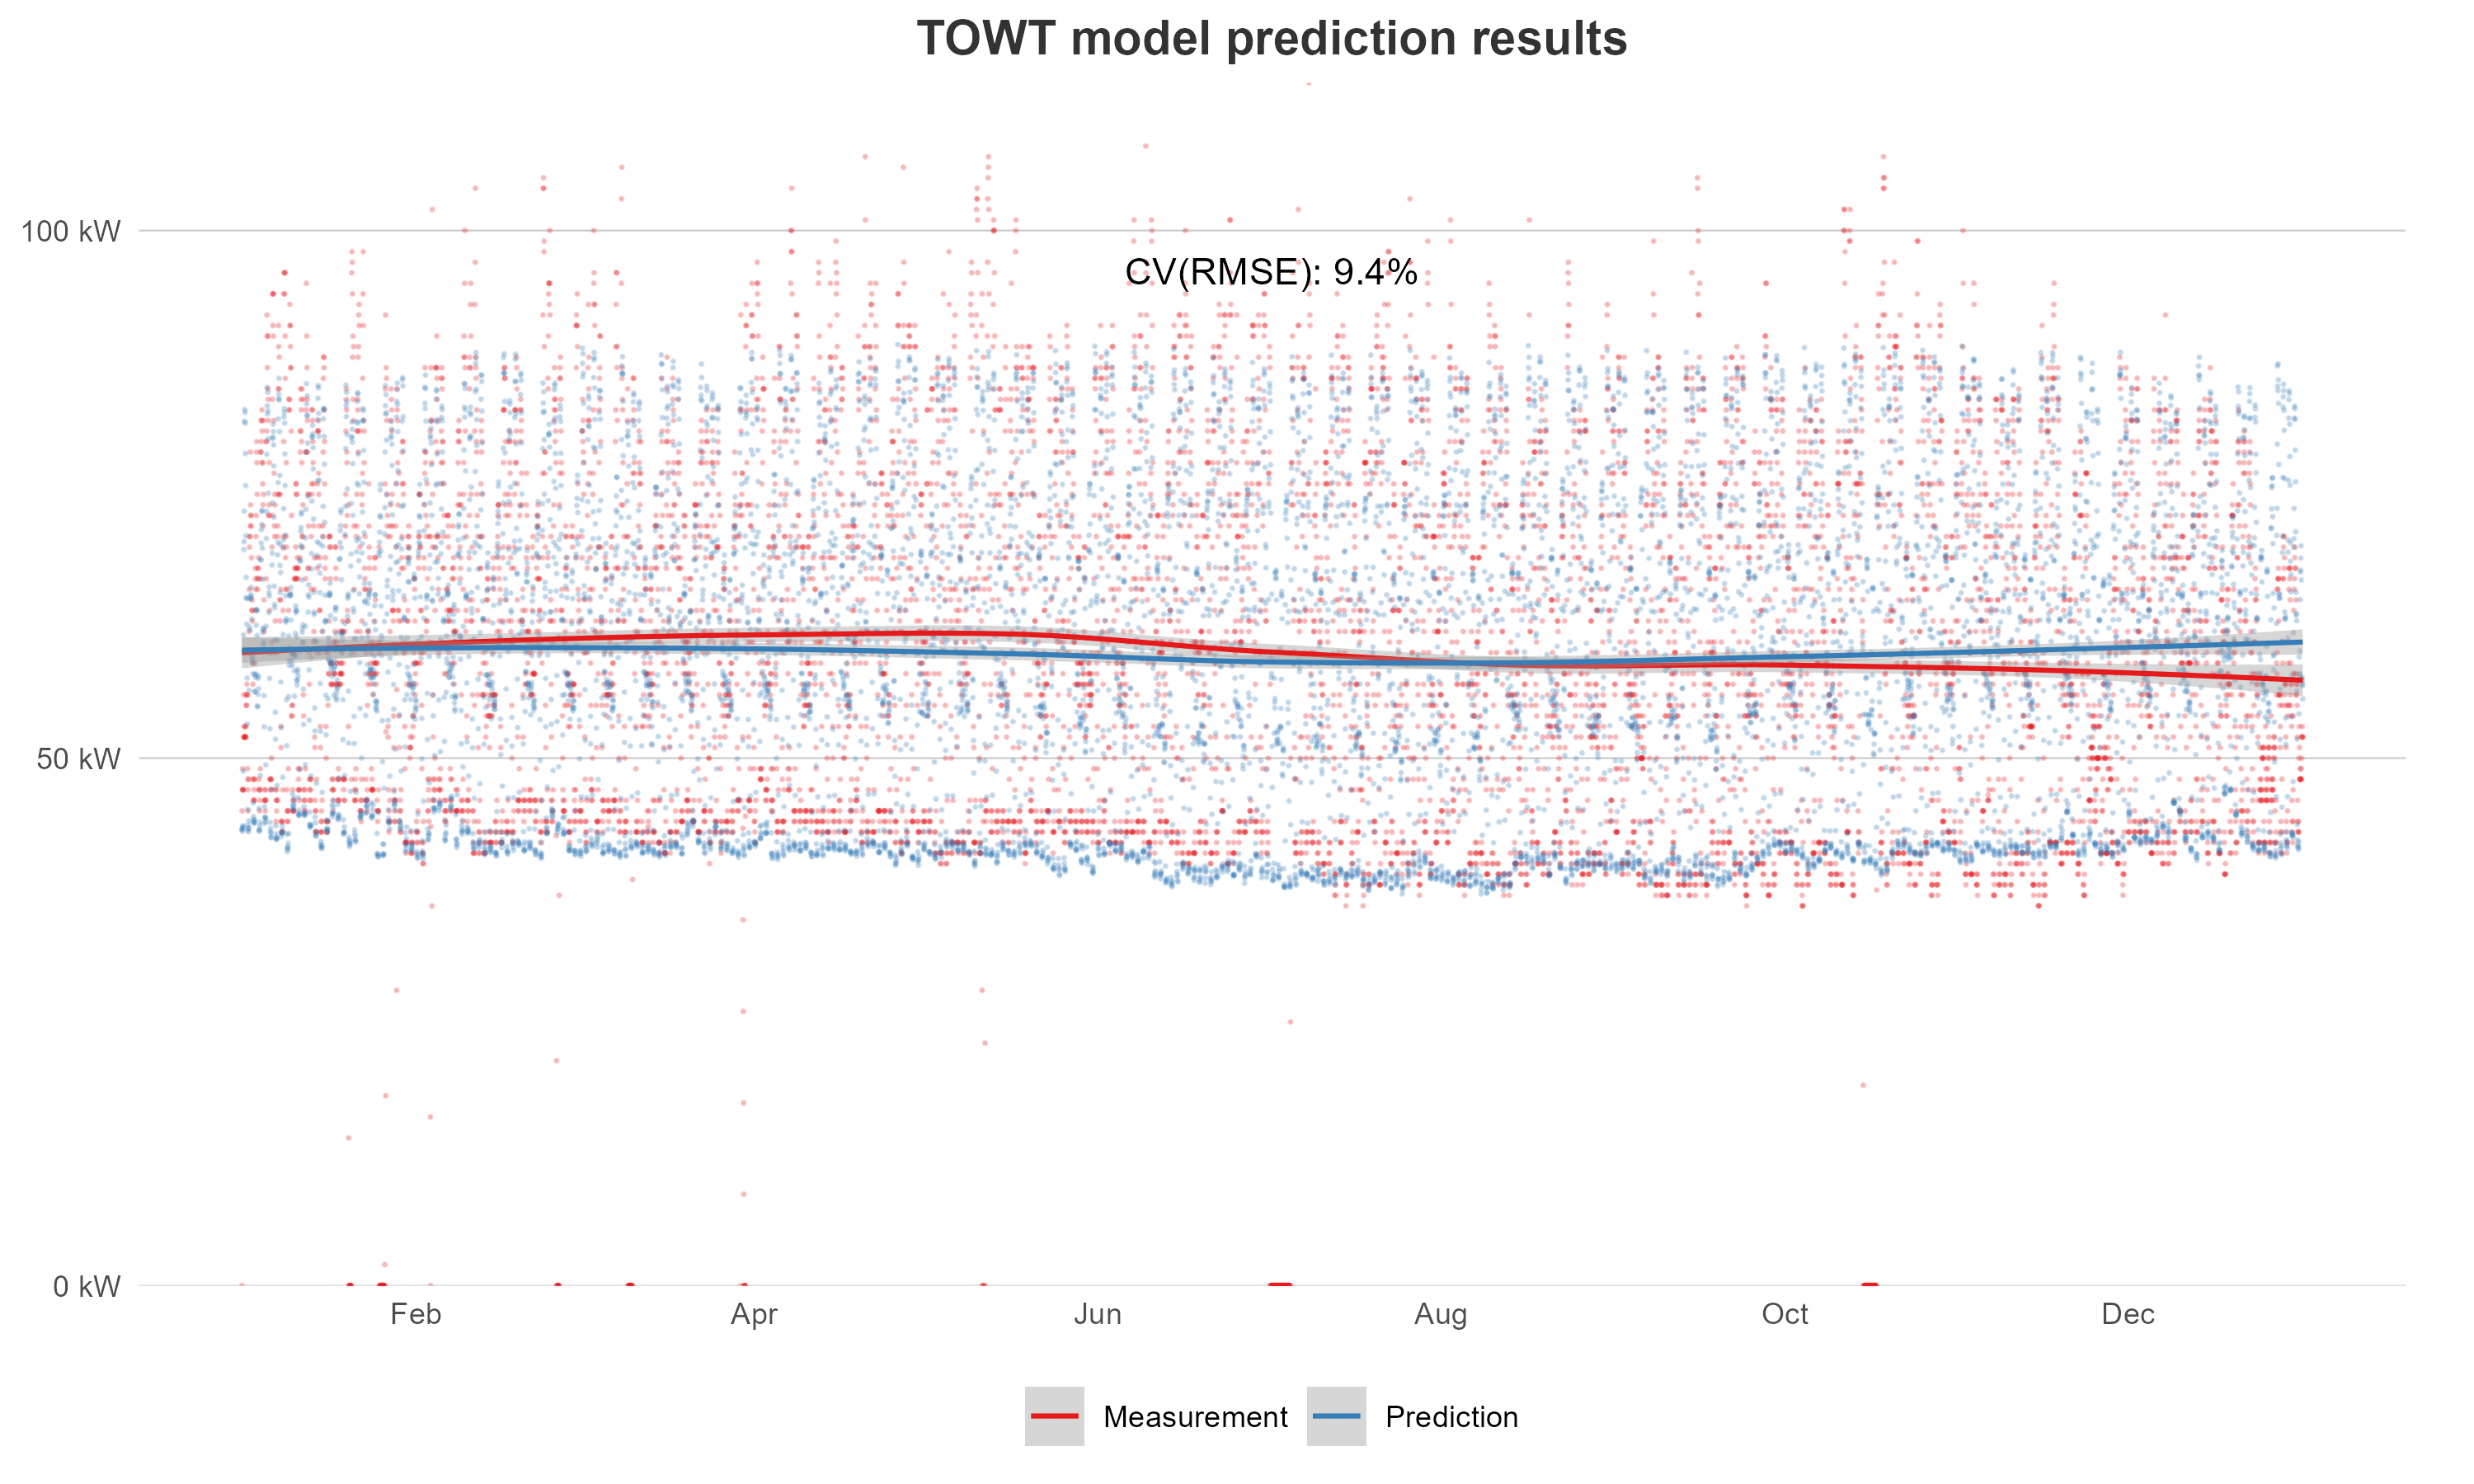 TOWT model prediction results
100 kW
CV(RMSE): 9.4%
50 kW
0 kW
Feb Apr Jun Aug Oct Dec
Measurement Prediction